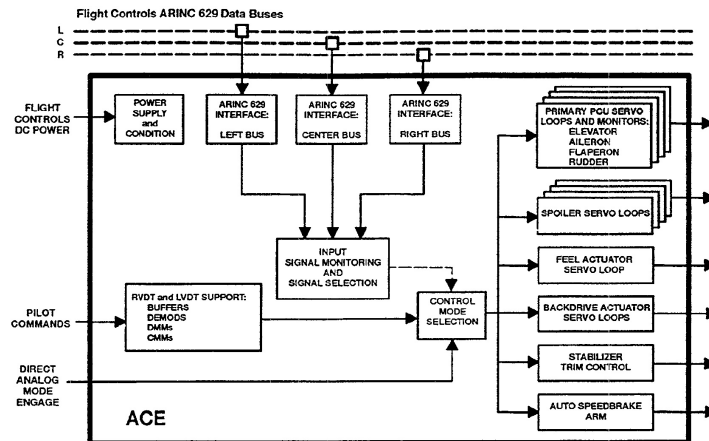 Flight Controls ARINC 629 Data Buses
L
C
R
FLIGHT
CONTROLS
DC POWER
POWER
SUPPLY
and
CONDITION
ARINC 629
INTERFACE:
LEFT BUS
ARINC 629
INTERFACE:
CENTER BUS
ARINC 629
INTERFACE:
RIGHT BUS
PRIMARY PCU SERVO
LOOPS AND MONITORS:
ELEVATOR
AILERON
FLAPERON
RUDDER
SPOILER SERVO LOOPS
INPUT
SIGNAL MONITORING
AND
SIGNAL SELECTION
FEEL ACTUATOR
SERVO LOOP
PILOT
COMMANDS
RVDT and LVDT SUPPORT:
BUFFERS
DEMODS
DMMs
CMMs
CONTROL
MODE
SELECTION
BACKDRIVE ACTUATOR
SERVO LOOPS
DIRECT
ANALOG
MODE
ENGAGE
STABILIZER
TRIM CONTROL
AUTO SPEEDBRAKE
ARM
ACE